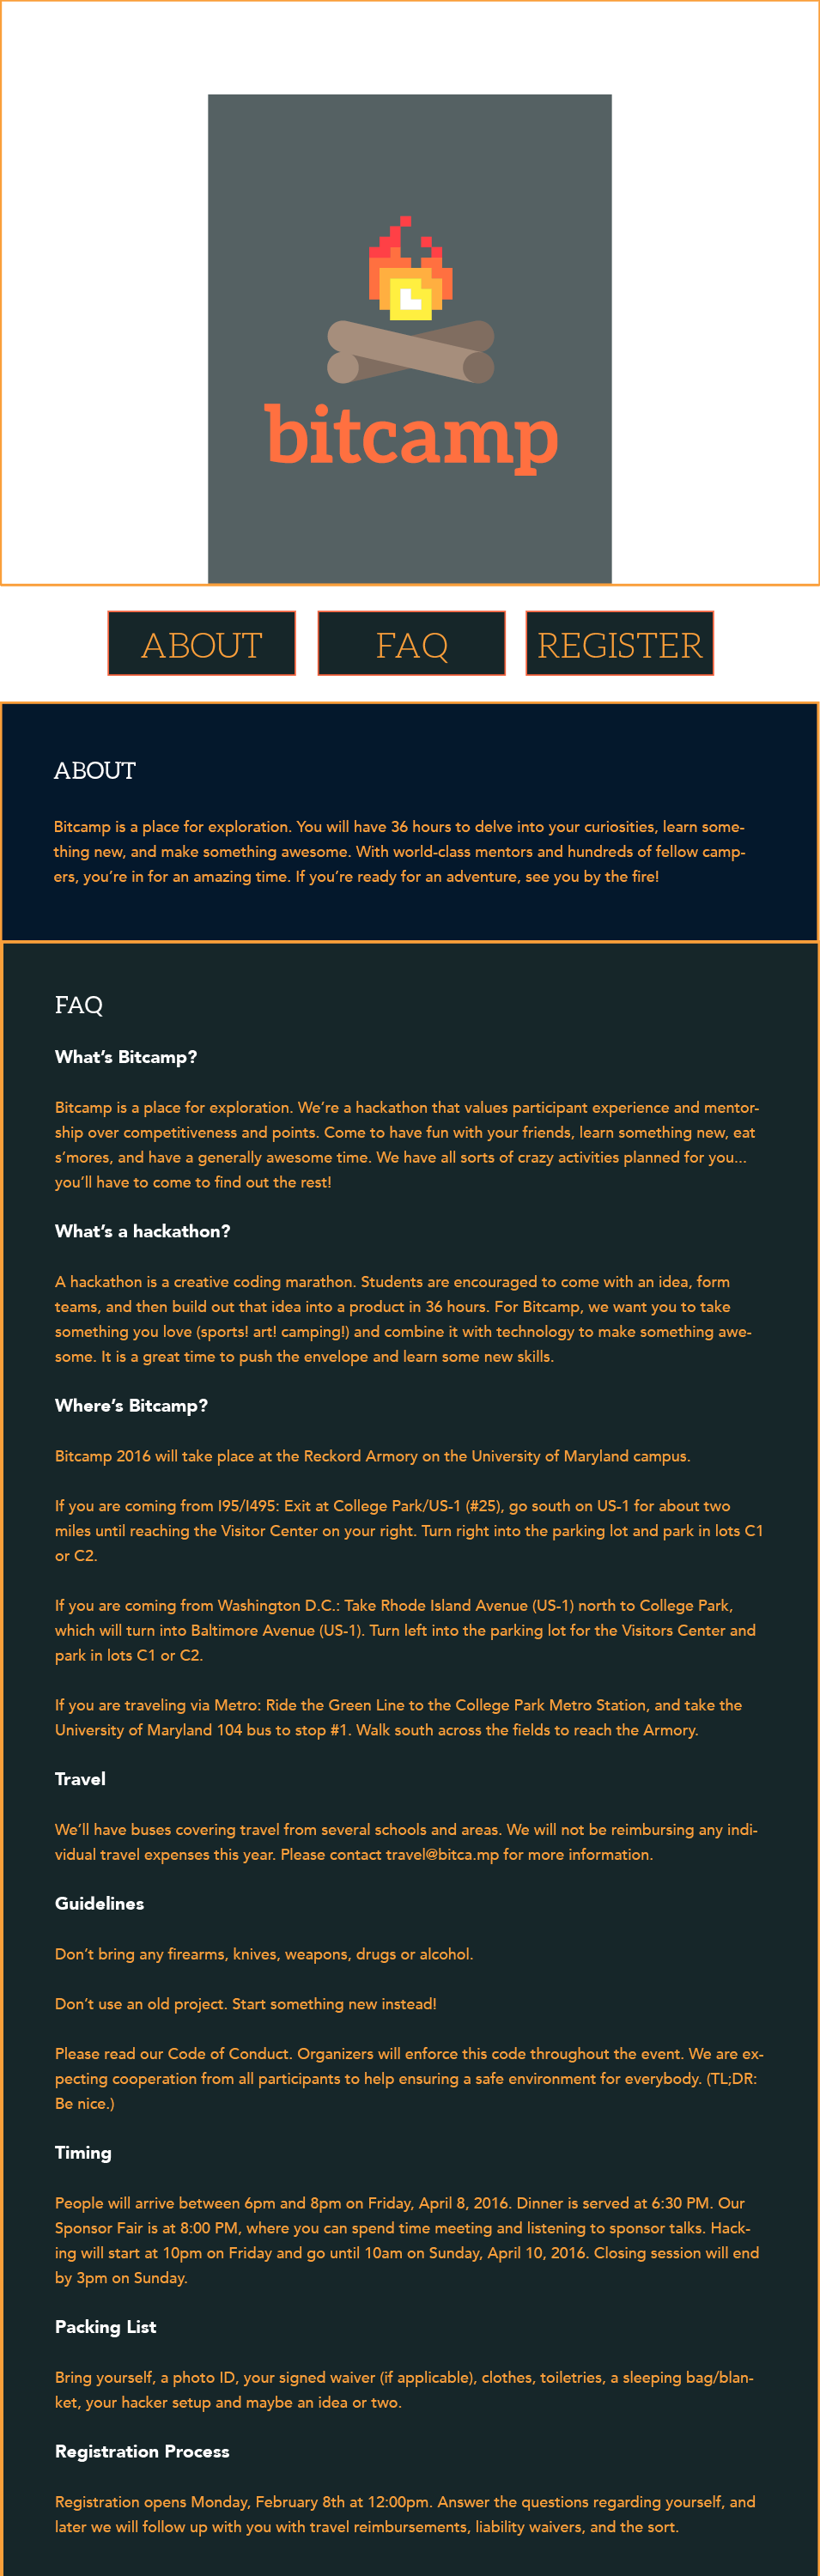 bitcamp
ABOUT
FAQ
REGISTER
ABOUT
Bitcamp is a place for exploration. You will have 36 hours to delve into your curiosities, learn some-
thing new, and make something awesome. With world-class mentors and hundreds of fellow camp-
ers, you’re in for an amazing time. If you’re ready for an adventure, see you by the fire!
FAQ
What’s Bitcamp?
Bitcamp is a place for exploration. We’re a hackathon that values participant experience and mentor-
ship over competitiveness and points. Come to have fun with your friends, learn something new, eat
s’mores, and have a generally awesome time. We have all sorts of crazy activities planned for you...
you’ll have to come to find out the rest!
What’s a hackathon?
A hackathon is a creative coding marathon. Students are encouraged to come with an idea, form
teams, and then build out that idea into a product in 36 hours. For Bitcamp, we want you to take
something you love (sports! art! camping!) and combine it with technology to make something awe-
some. It is a great time to push the envelope and learn some new skills.
Where’s Bitcamp?
Bitcamp 2016 will take place at the Reckord Armory on the University of Maryland campus.
If you are coming from I95/I495: Exit at College Park/US-1 (#25), go south on US-1 for about two
miles until reaching the Visitor Center on your right. Turn right into the parking lot and park in lots C1
or C2.
If you are coming from Washington D.C.: Take Rhode Island Avenue (US-1) north to College Park,
which will turn into Baltimore Avenue (US-1). Turn left into the parking lot for the Visitors Center and
park in lots C1 or C2.
If you are traveling via Metro: Ride the Green Line to the College Park Metro Station, and take the
University of Maryland 104 bus to stop #1. Walk south across the fields to reach the Armory.
Travel
We’ll have buses covering travel from several schools and areas. We will not be reimbursing any indi-
vidual travel expenses this year. Please contact travel@bitca.mp for more information.
Guidelines
Don’t bring any firearms, knives, weapons, drugs or alcohol.
Don’t use an old project. Start something new instead!
Please read our Code of Conduct. Organizers will enforce this code throughout the event. We are ex-
pecting cooperation from all participants to help ensuring a safe environment for everybody. (TL;DR:
Be nice.)
Timing
People will arrive between 6pm and 8pm on Friday, April 8, 2016. Dinner is served at 6:30 PM. Our
Sponsor Fair is at 8:00 PM, where you can spend time meeting and listening to sponsor talks. Hack-
ing will start at 10pm on Friday and go until 10am on Sunday, April 10, 2016. Closing session will end
by 3pm on Sunday.
Packing List
Bring yourself, a photo ID, your signed waiver (if applicable), clothes, toiletries, a sleeping bag/blan-
ket, your hacker setup and maybe an idea or two.
Registration Process
Registration opens Monday, February 8th at 12:00pm. Answer the questions regarding yourself, and
later we will follow up with you with travel reimbursements, liability waivers, and the sort.